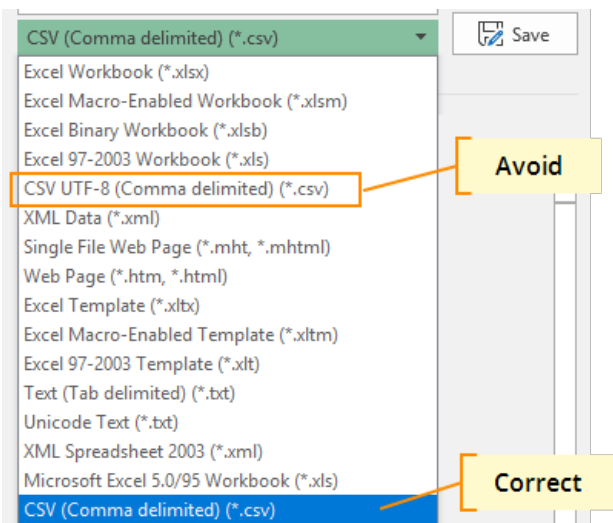 CSV (Comma delimited) (*.csv)
Save
Excel Workbook (*.xlsx)
Excel Macro-Enabled Workbook (*.xlsm)
Excel Binary Workbook (*.xlsb)
Excel 97-2003 Workbook (*.xls)
Avoid
CSV UTF-8 (Comma delimited) (*.csv)
XML Data (*.xml)
Single File Web Page (*.mht, *.mhtml)
Web Page (*.htm, *.html)
Excel Template (*.xltx)
Excel Macro-Enabled Template (*.xltm)
Excel 97-2003 Template (*.xlt)
Text (Tab delimited) (*.txt)
Unicode Text (*.txt)
XML Spreadsheet 2003 (*.xml)
Microsoft Excel 5.0/95 Workbook (*.xls)
Correct
CSV (Comma delimited) (*.csv)